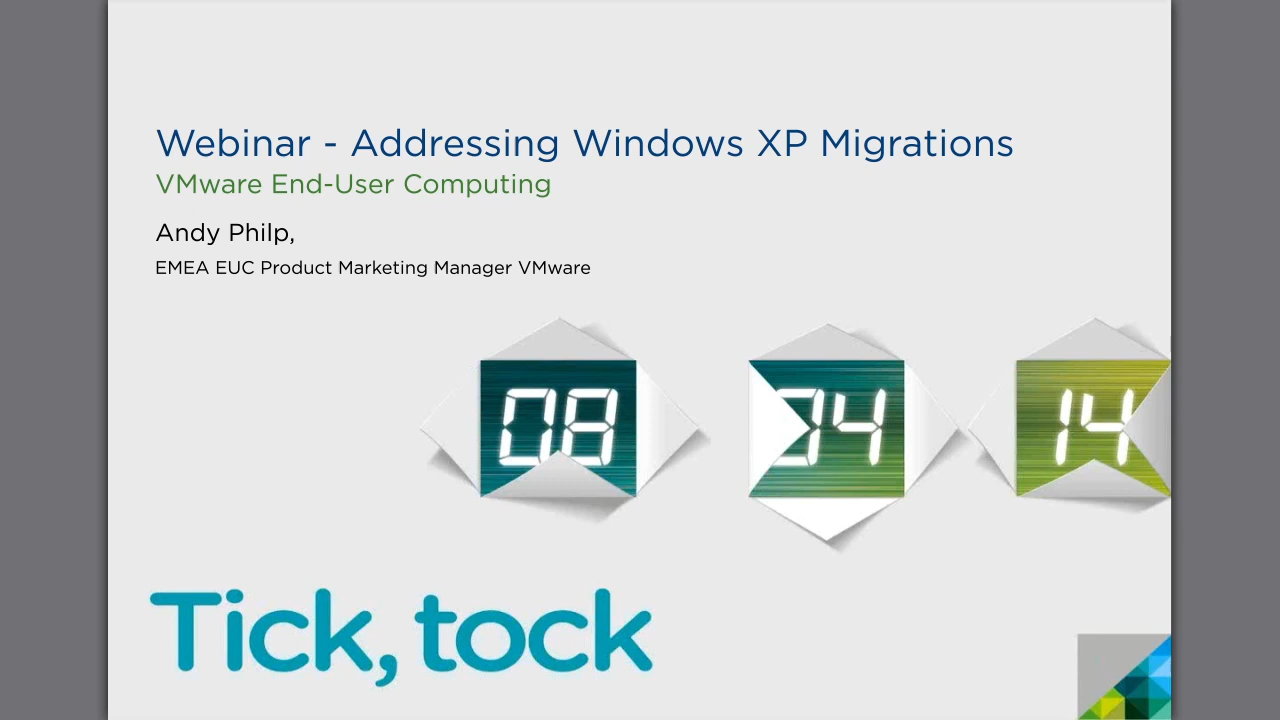 Webinar - Addressing Windows XP Migrations
VMware End-User Computing
Andy Philp,
EMEA EUC Product Marketing Manager VMware
08 04 14
Tick, tock